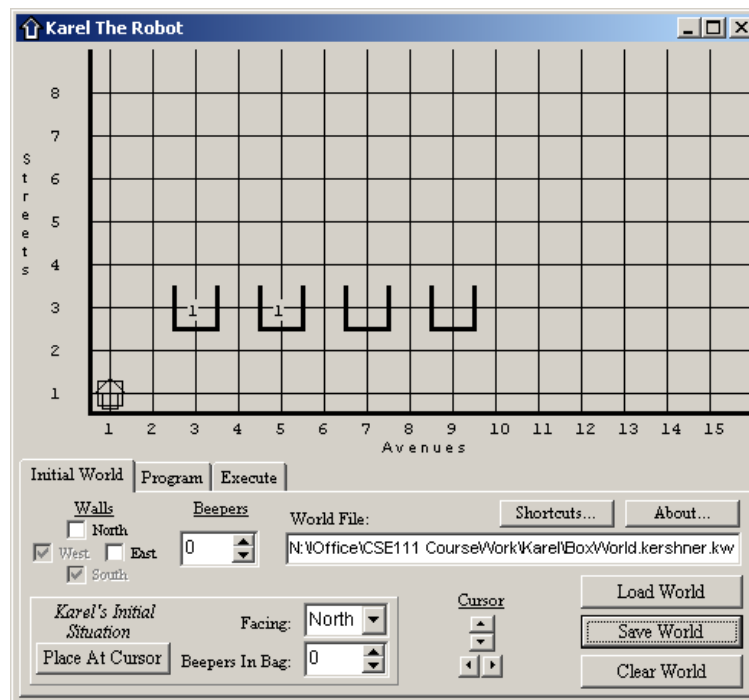 Karel The Robot
8
7
6
5
4
3
2
1
Streets
1 1
1 2 3 4 5 6 7 8 9 10 11 12 13 14 15
Avenues
Initial World Program Execute
Walls
North
West East
South
Beepers
0
World File:
Shortcuts... About...
N:\!Office\CSE111 CourseWork\Karel\BoxWorld.kershner.kw
Karel's Initial
Situation
Place At Cursor
Facing: North
Beepers In Bag: 0
Cursor
Load World
Save World
Clear World